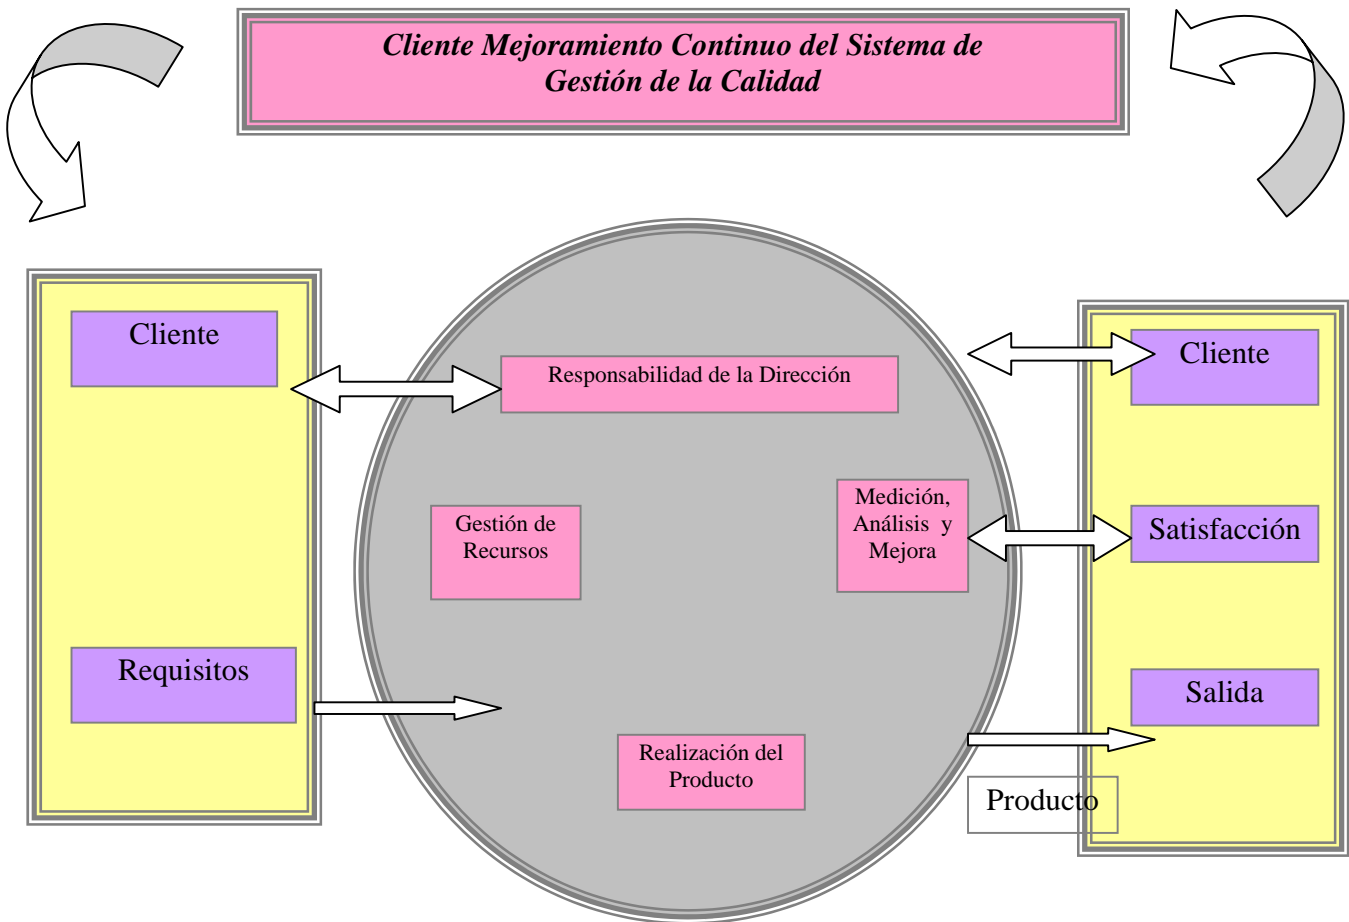 Cliente Mejoramiento Continuo del Sistema de
Gestión de la Calidad
Cliente
Requisitos
Responsabilidad de la Dirección
Gestión de
Recursos
Medición,
Análisis y
Mejora
Realización del
Producto
Cliente
Satisfacción
Salida
Producto